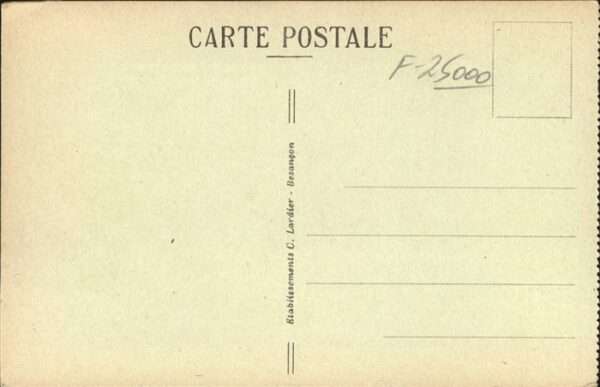 CARTE POSTALE
F-25000
Etablissements C. Lardier - Besançon